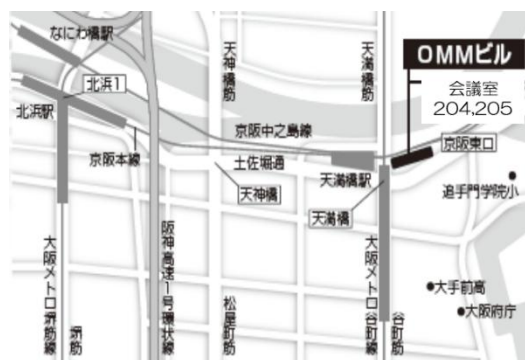 なにわ橋駅
天神橋筋
天満橋筋
OMMビル
会議室
204,205
北浜1
北浜駅
京阪中之島線
京阪東口
京阪本線
土佐堀通
天満橋駅
天神橋
天満橋
追手門学院小
大阪メトロ堺筋線
堺筋
阪神高速1号環状線
松屋町筋
大阪メトロ谷町線
谷町筋
大手前高
大阪府庁